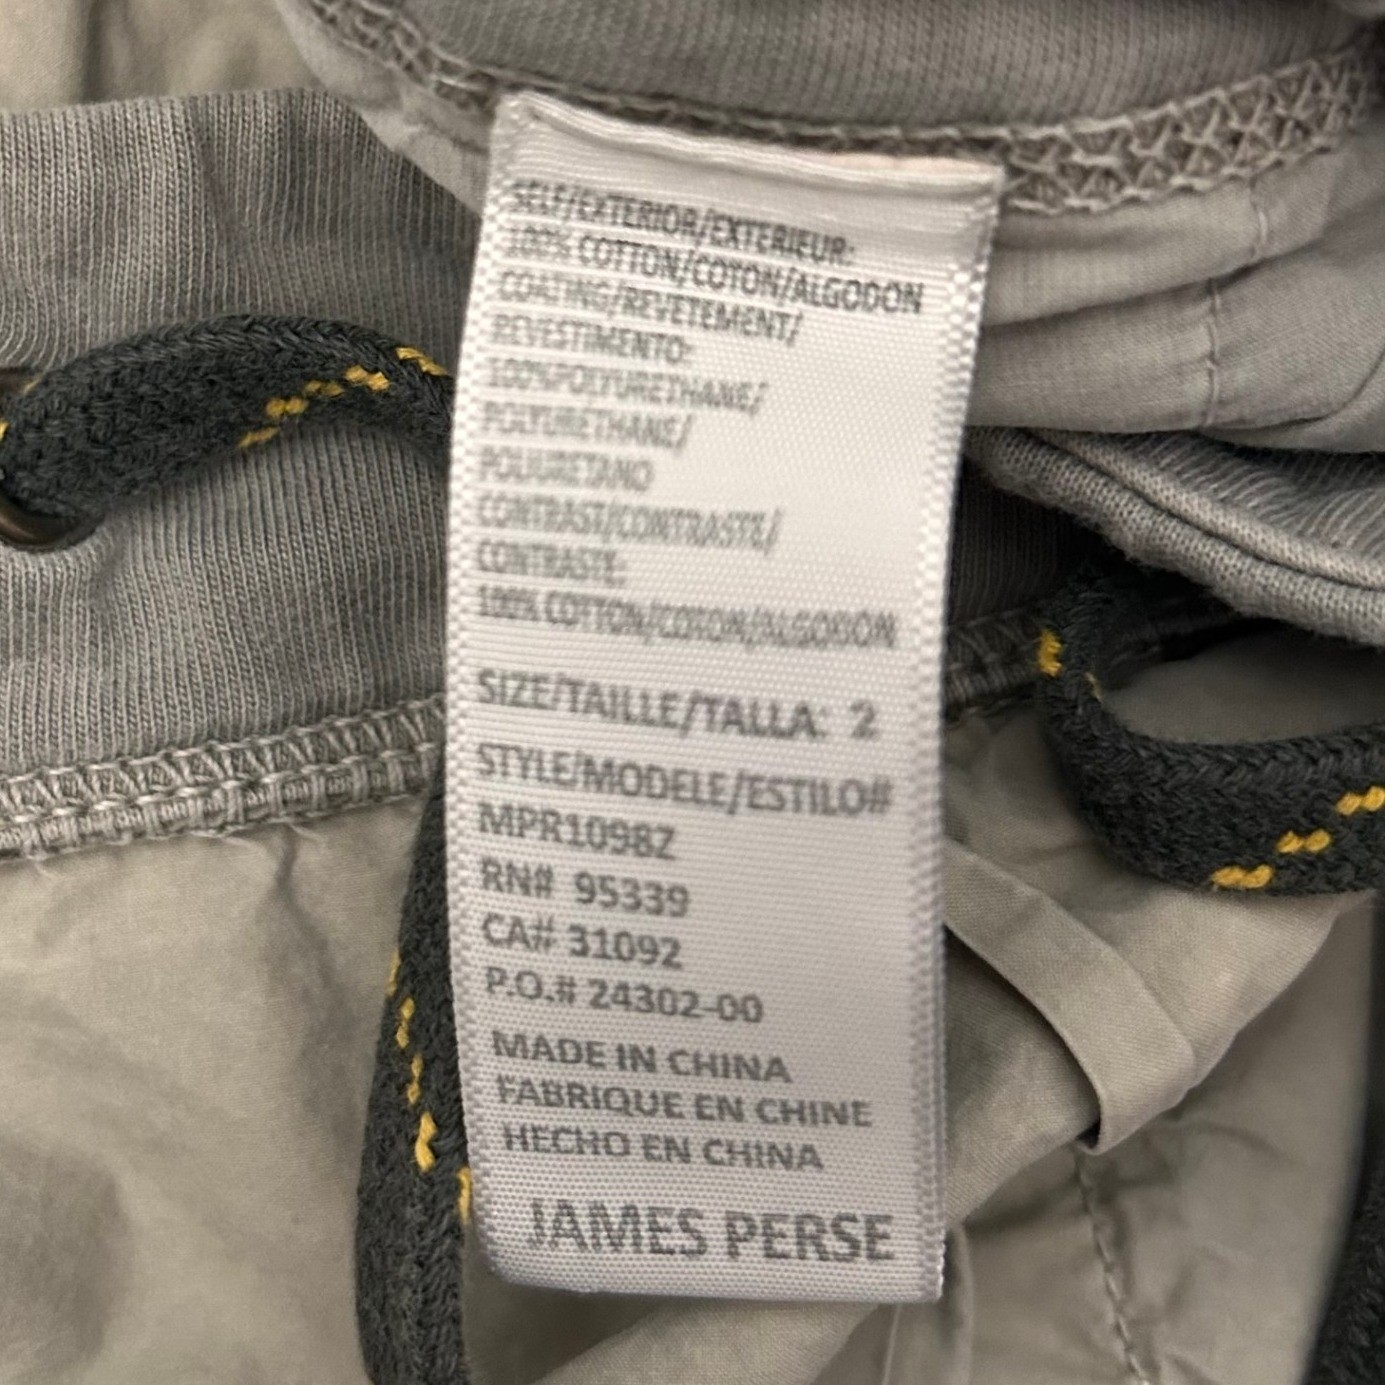 SELF/EXTERIOR/EXTERIEUR:
100% COTTON/COTON/ALGODON
COATING/REVETEMENT/
REVESTIMENTO:
100%POLYURETHANE/
POLYURETHANE/
POLIURETANO
CONTRAST/CONTRASTE/
CONTRASTE:
100% COTTON/COTON/ALGODON
SIZE/TAILLE/TALLA: 2
STYLE/MODELE/ESTILO#
MPR1098Z
RN# 95339
CA# 31092
P.O.# 24302-00
MADE IN CHINA
FABRIQUE EN CHINE
HECHO EN CHINA
JAMES PERSE